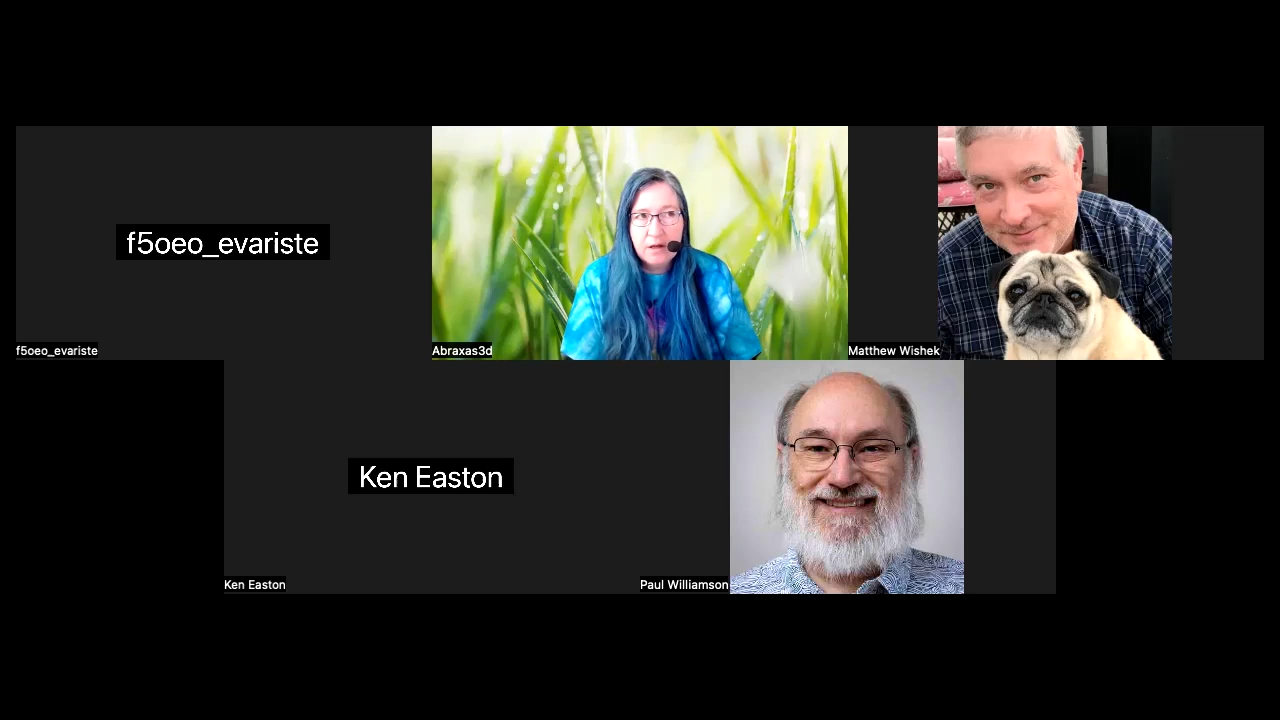 f5oeo_evariste
f5oeo_evariste
Abraxas3d
Matthew Wishek
Ken Easton
Ken Easton
Paul Williamson